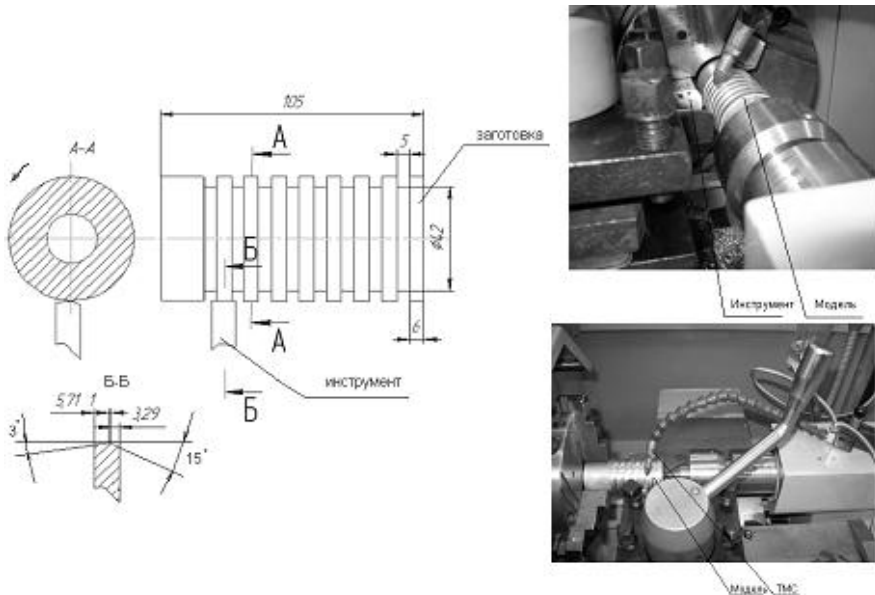 105
А-А
А
5
заготовка
Б
ø42
А
6
инструмент
Б
Б-Б
5,71 1 3,29
3°
15°
Инструмент Модель
Модель ТМС